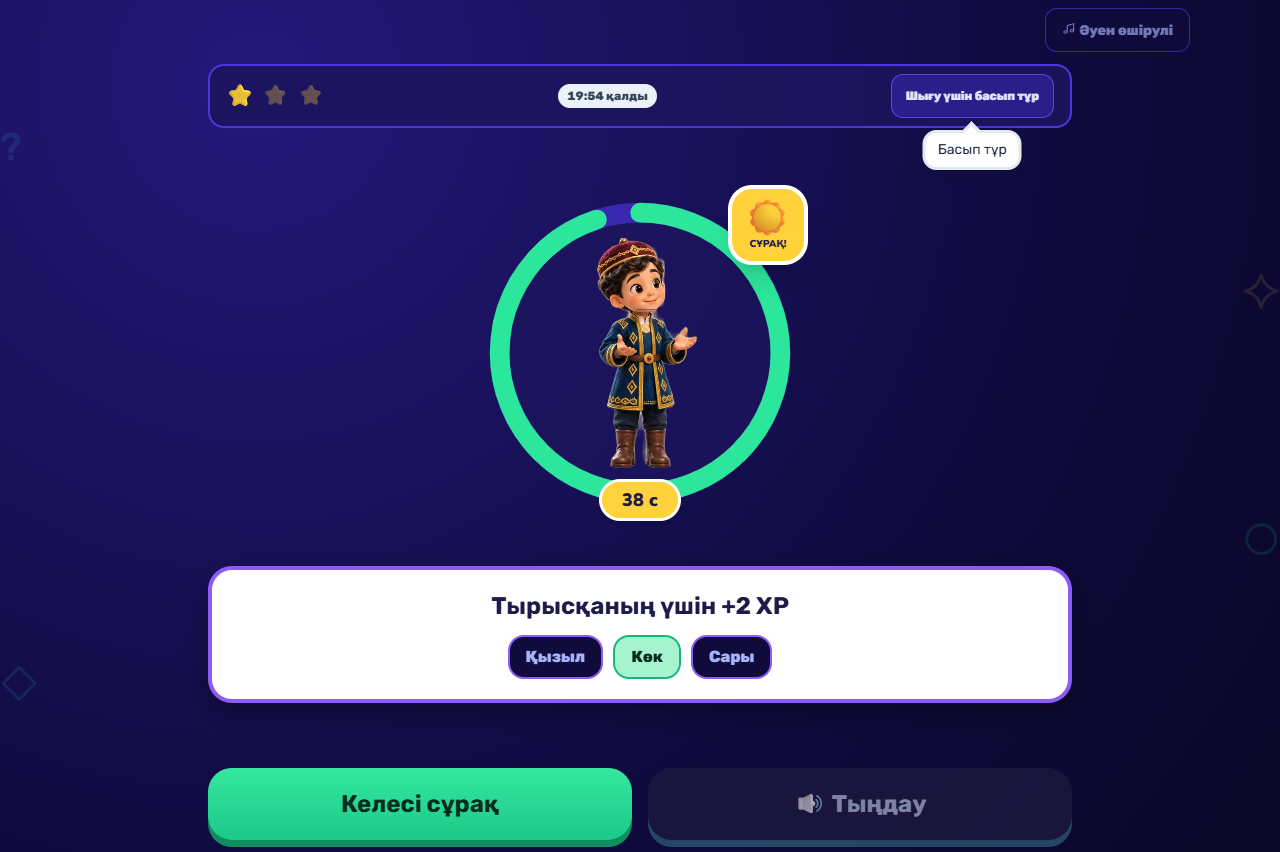 Әуен өшірулі
19:54 қалды
Шығу үшін басып тұр
Басып тұр
СҰРАҚ!
38 с
Тырысқаның үшін +2 XP
Қызыл
Көк
Сары
Келесі сұрақ
Тыңдау
?